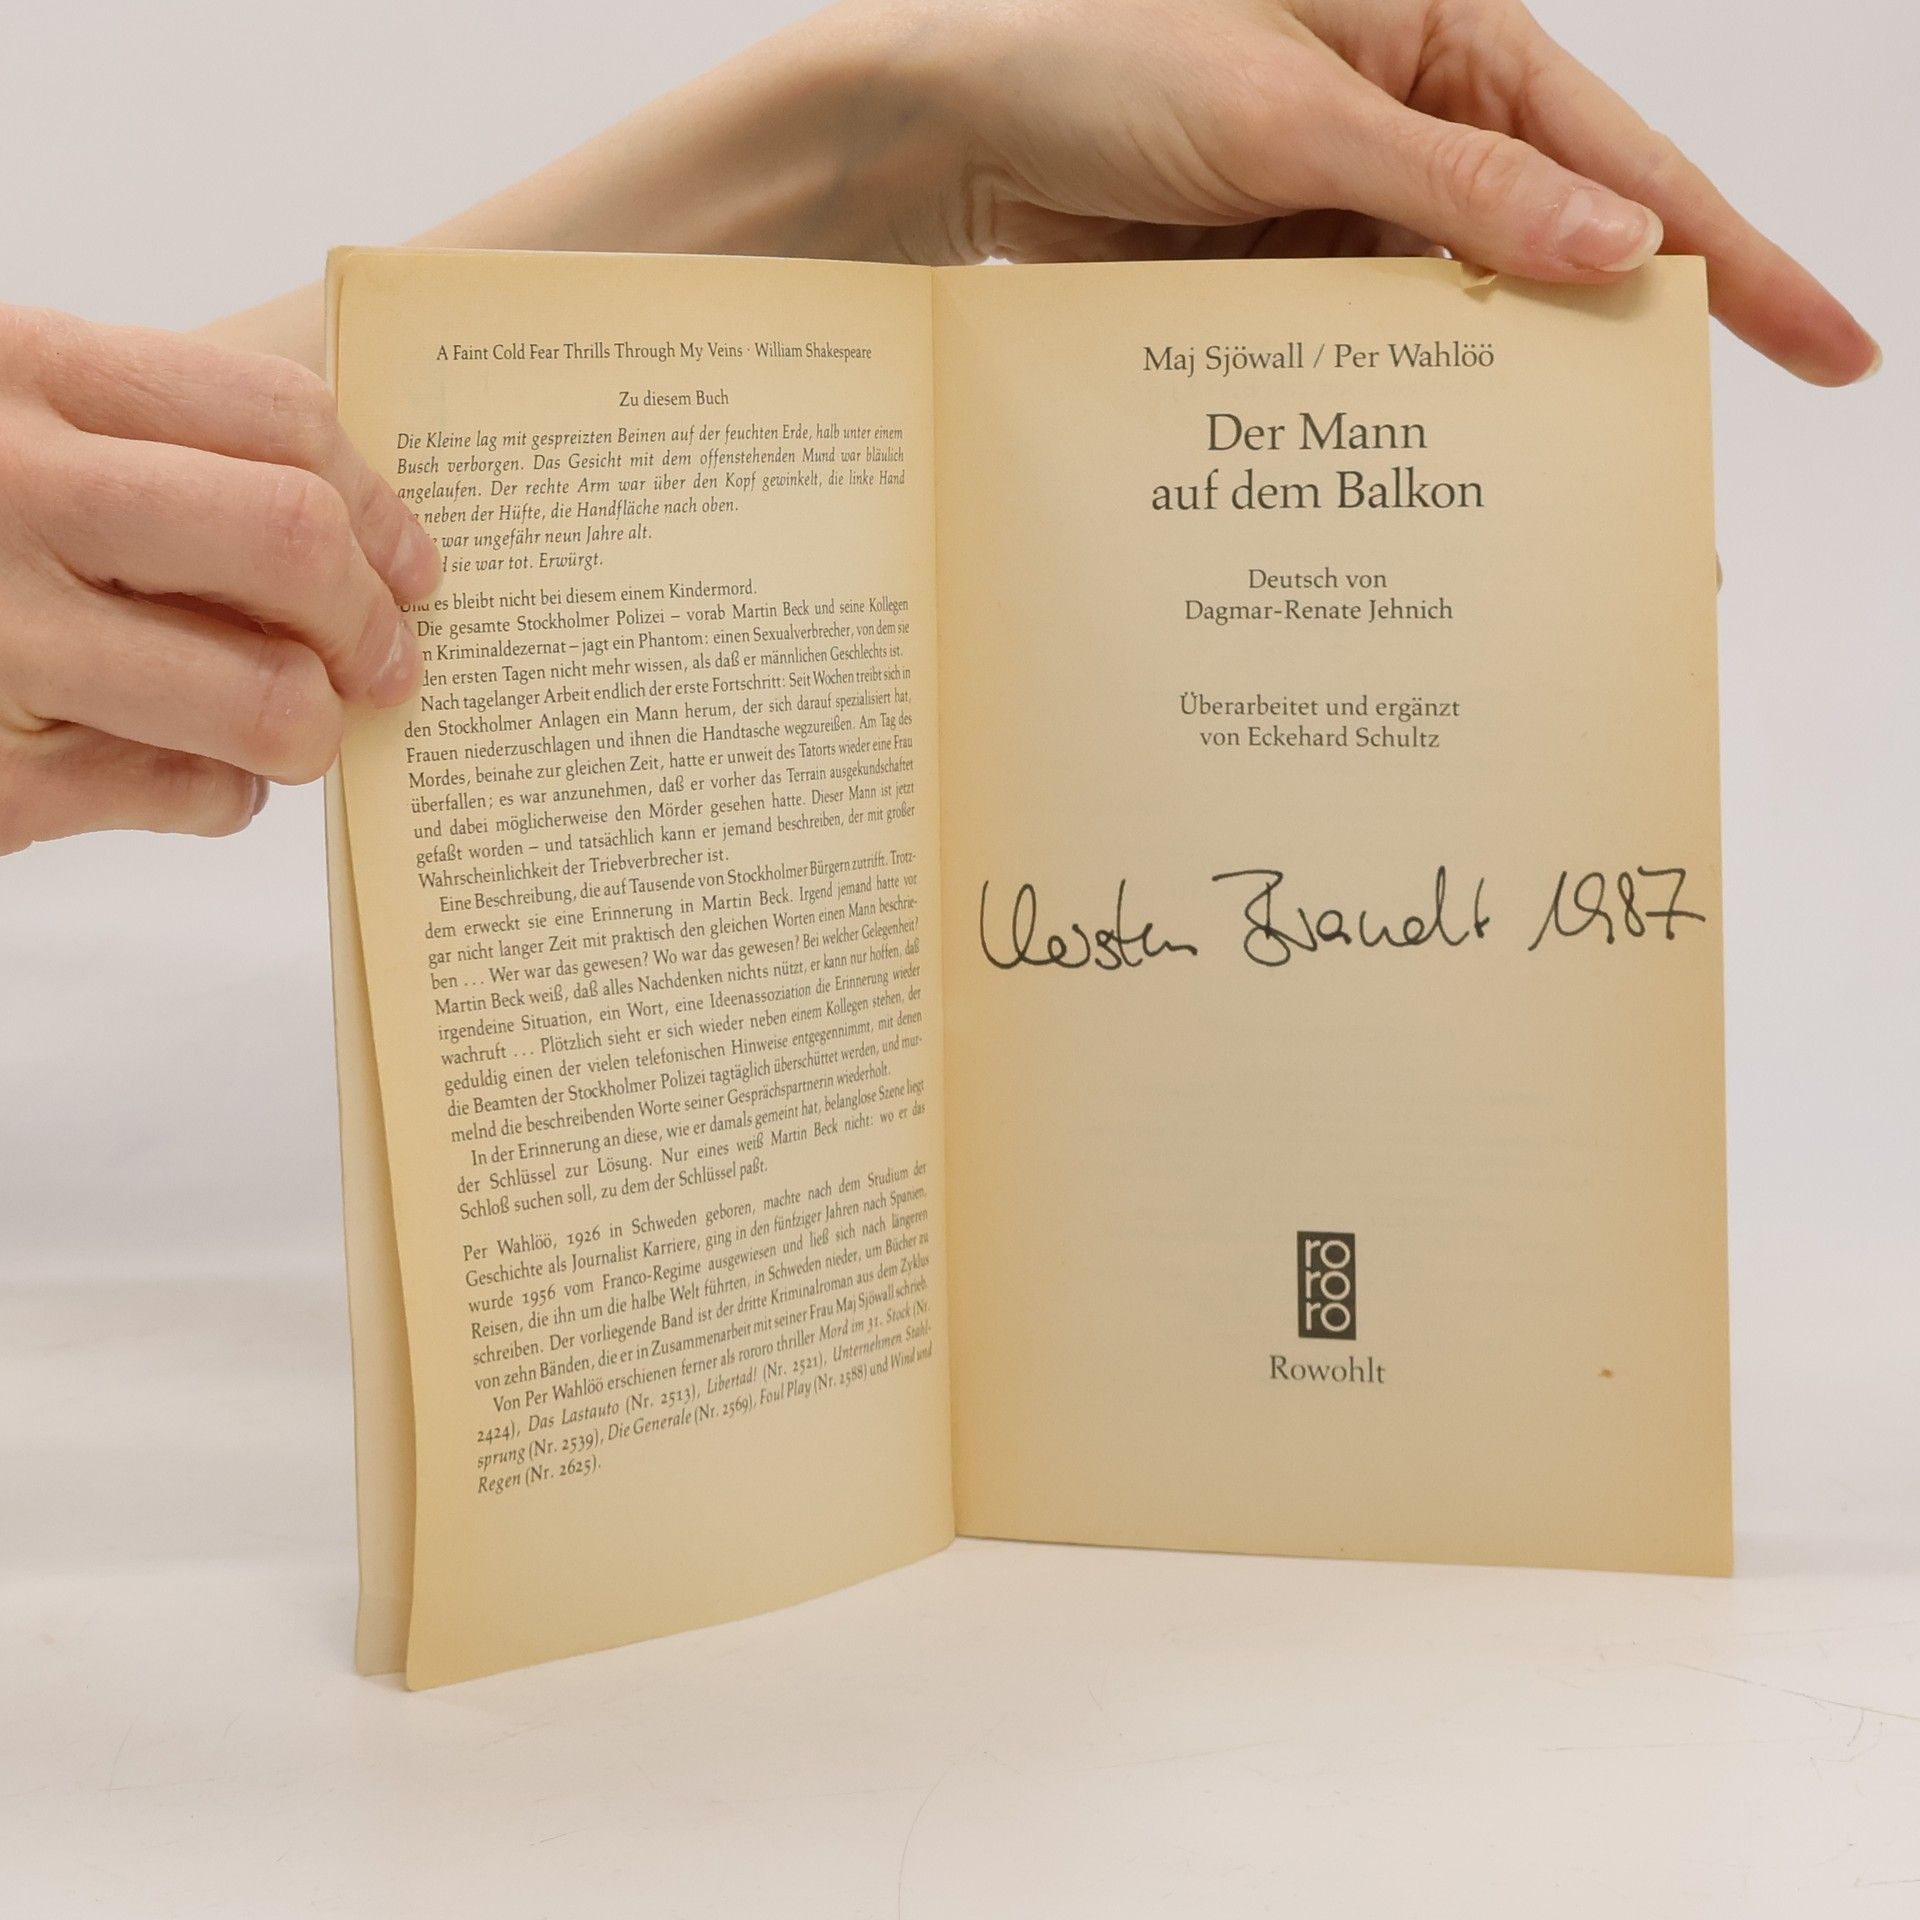 A Faint Cold Fear Thrills Through My Veins · William Shakespeare
Zu diesem Buch
Die Kleine lag mit gespreizten Beinen auf der feuchten Erde, halb unter einem
Busch verborgen. Das Gesicht mit dem offenstehenden Mund war bläulich
angelaufen. Der rechte Arm war über den Kopf gewinkelt, die linke Hand
neben der Hüfte, die Handfläche nach oben.
war ungefähr neun Jahre alt.
sie war tot. Erwürgt.
Und es bleibt nicht bei diesem einem Kindermord.
Die gesamte Stockholmer Polizei – vorab Martin Beck und seine Kollegen
Kriminaldezernat – jagt ein Phantom: einen Sexualverbrecher, von dem sie
den ersten Tagen nicht mehr wissen, als daß er männlichen Geschlechts ist.
Nach tagelanger Arbeit endlich der erste Fortschritt: Seit Wochen treibt sich in
den Stockholmer Anlagen ein Mann herum, der sich darauf spezialisiert hat,
Frauen niederzuschlagen und ihnen die Handtasche wegzureißen. Am Tag des
Mordes, beinahe zur gleichen Zeit, hatte er unweit des Tatorts wieder eine Frau
überfallen; es war anzunehmen, daß er vorher das Terrain ausgekundschaftet
und dabei möglicherweise den Mörder gesehen hatte. Dieser Mann ist jetzt
gefaßt worden – und tatsächlich kann er jemand beschreiben, der mit großer
Wahrscheinlichkeit der Triebverbrecher ist.
Eine Beschreibung, die auf Tausende von Stockholmer Bürgern zutrifft. Trotz-
dem erweckt sie eine Erinnerung in Martin Beck. Irgend jemand hatte vor
gar nicht langer Zeit mit praktisch den gleichen Worten einen Mann beschrie-
ben ... Wer war das gewesen? Wo war das gewesen? Bei welcher Gelegenheit?
Martin Beck weiß, daß alles Nachdenken nichts nützt, er kann nur hoffen, daß
irgendeine Situation, ein Wort, eine Ideenassoziation die Erinnerung wieder
wachruft ... Plötzlich sieht er sich wieder neben einem Kollegen stehen, der
geduldig einen der vielen telefonischen Hinweise entgegennimmt, mit denen
die Beamten der Stockholmer Polizei tagtäglich überschüttet werden, und mur-
melnd die beschreibenden Worte seiner Gesprächspartnerin wiederholt.
In der Erinnerung an diese, wie er damals gemeint hat, belanglose Szene liegt
der Schlüssel zur Lösung. Nur eines weiß Martin Beck nicht: wo er das
Schloß suchen soll, zu dem der Schlüssel paßt.
Per Wahlöö, 1926 in Schweden geboren, machte nach dem Studium der
Geschichte als Journalist Karriere, ging in den fünfziger Jahren nach Spanien,
wurde 1956 vom Franco-Regime ausgewiesen und ließ sich nach längeren
Reisen, die ihn um die halbe Welt führten, in Schweden nieder, um Bücher zu
schreiben. Der vorliegende Band ist der dritte Kriminalroman aus dem Zyklus
von zehn Bänden, die er in Zusammenarbeit mit seiner Frau Maj Sjöwall schrieb.
Von Per Wahlöö erschienen ferner als rororo thriller Mord im 31. Stock (Nr.
2424), Das Lastauto (Nr. 2513), Libertad! (Nr. 2521), Unternehmen Stahl-
sprung (Nr. 2539), Die Generale (Nr. 2569), Foul Play (Nr. 2588) und Wind und
Regen (Nr. 2625).
Maj Sjöwall / Per Wahlöö
Der Mann
auf dem Balkon
Deutsch von
Dagmar-Renate Jehnich
Überarbeitet und ergänzt
von Eckehard Schultz
Kersten Brandt 1987
ro
ro
ro
Rowohlt